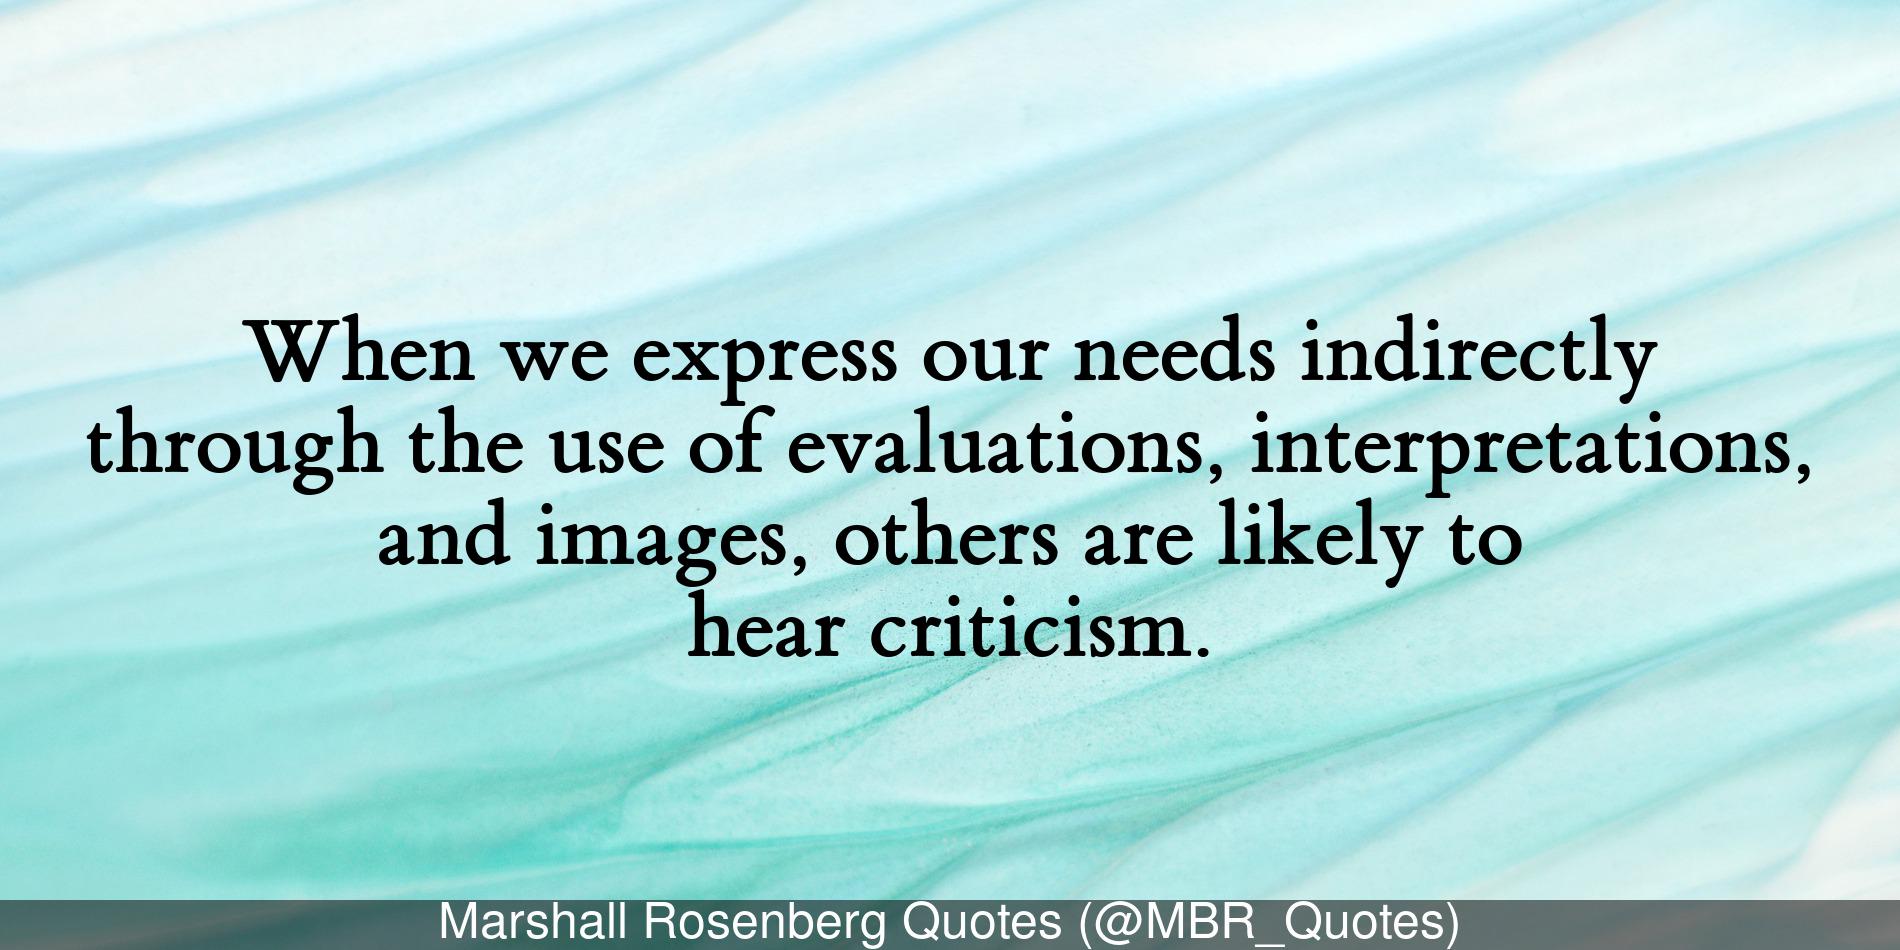 When we express our needs indirectly
through the use of evaluations, interpretations,
and images, others are likely to
hear criticism.
Marshall Rosenberg Quotes (@MBR_Quotes)